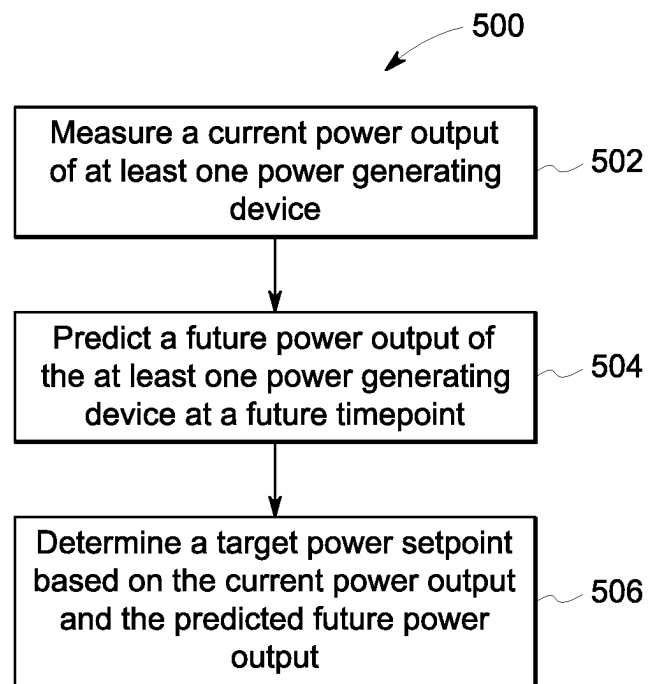 500
Measure a current power output
of at least one power generating
device
502
Predict a future power output of
the at least one power generating
device at a future timepoint
504
Determine a target power setpoint
based on the current power output
and the predicted future power
output
506